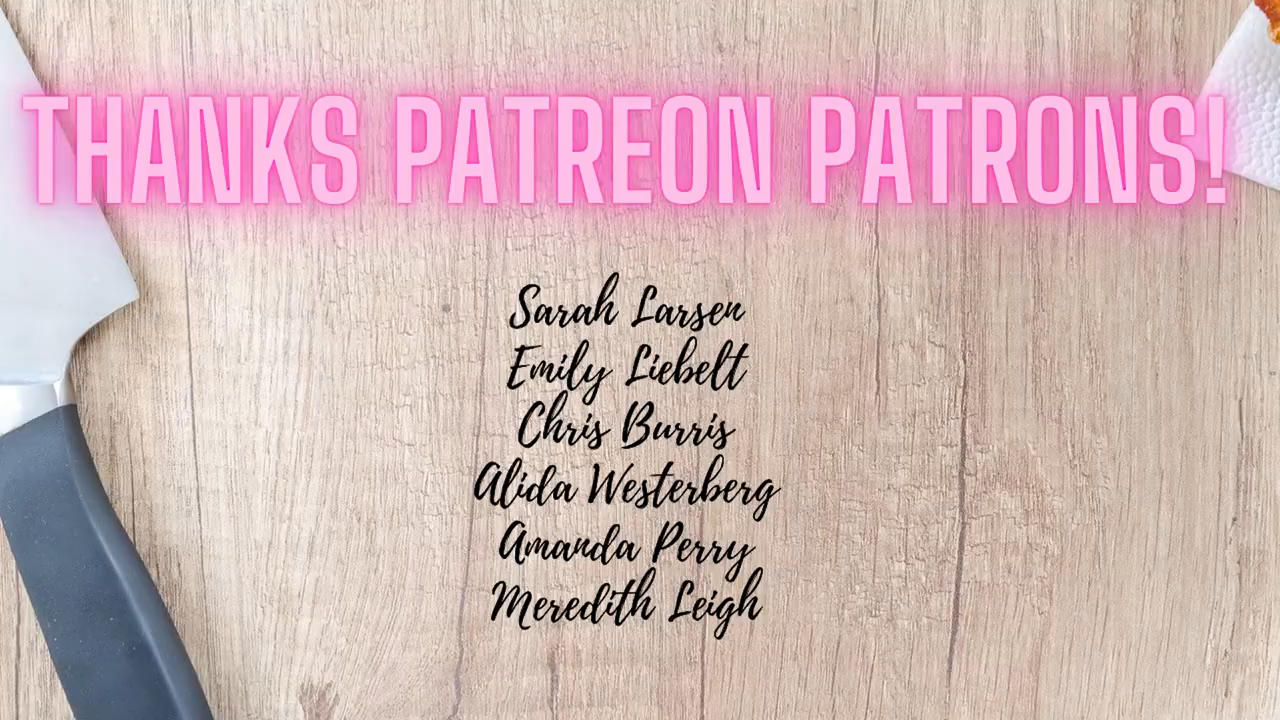 THANKS PATREON PATRONS!
Sarah Larsen
Emily Liebelt
Chris Burris
Alida Westerberg
Amanda Perry
Meredith Leigh